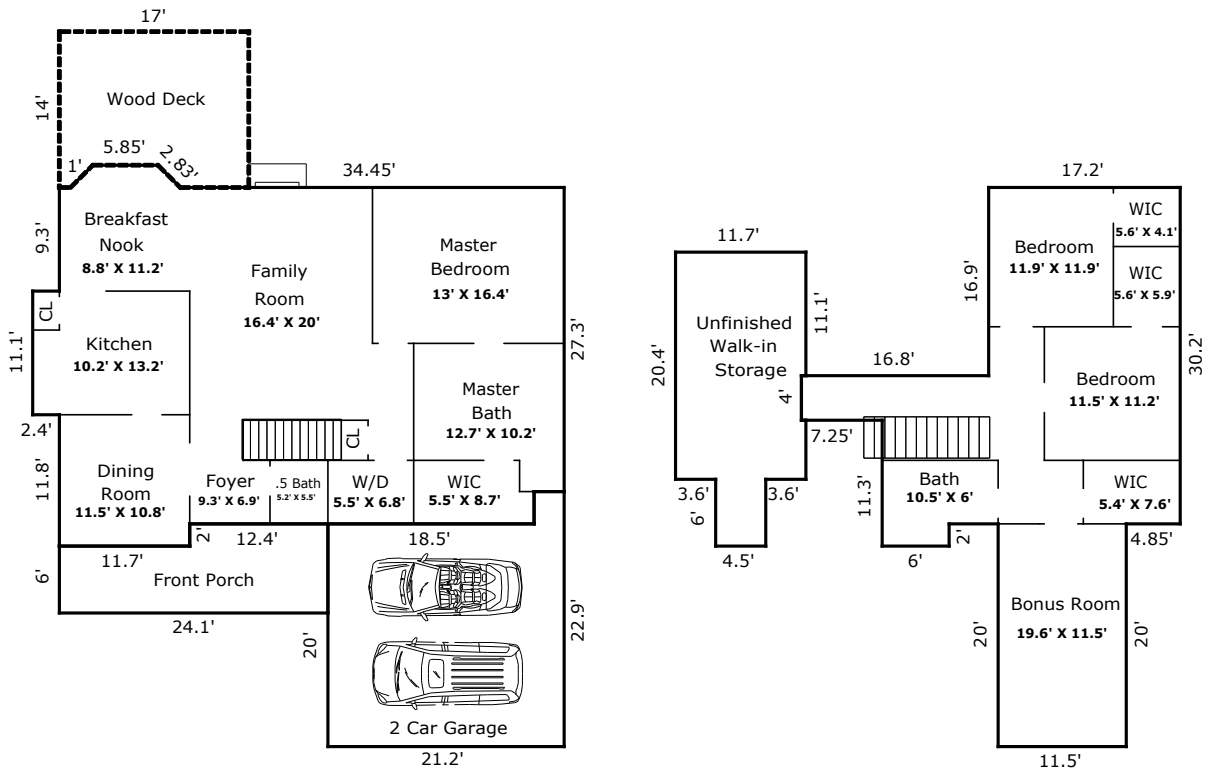 17'
Wood Deck
14'
5.85'
1'
2.83'
34.45'
9.3'
Breakfast
Nook
8.8' X 11.2'
Family
Room
16.4' X 20'
Master
Bedroom
13' X 16.4'
CL
11.1'
Kitchen
10.2' X 13.2'
27.3'
Master
Bath
12.7' X 10.2'
2.4'
CL
11.8'
Dining
Room
11.5' X 10.8'
Foyer
9.3' X 6.9'
.5 Bath
5.2' X 5.5'
W/D
5.5' X 6.8'
WIC
5.5' X 8.7'
2'
12.4'
18.5'
11.7'
6'
Front Porch
24.1'
20'
22.9'
2 Car Garage
21.2'
17.2'
WIC
5.6' X 4.1'
11.7'
Bedroom
11.9' X 11.9'
16.9'
WIC
5.6' X 5.9'
11.1'
Unfinished
Walk-in
Storage
20.4'
16.8'
30.2'
4'
Bedroom
11.5' X 11.2'
7.25'
3.6'
3.6'
6'
4.5'
11.3'
Bath
10.5' X 6'
WIC
5.4' X 7.6'
2'
6'
4.85'
Bonus Room
19.6' X 11.5'
20'
20'
11.5'